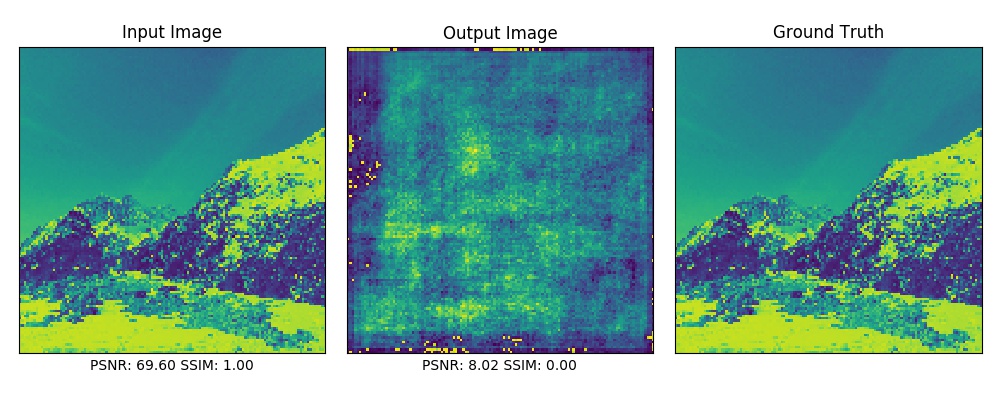 Input Image
Output Image
Ground Truth
PSNR: 69.60 SSIM: 1.00
PSNR: 8.02 SSIM: 0.00